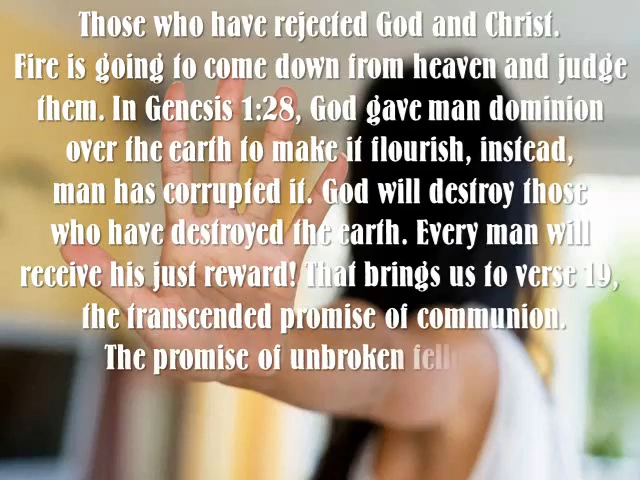 Those who have rejected God and Christ.
Fire is going to come down from heaven and judge
them. In Genesis 1:28, God gave man dominion
over the earth to make it flourish, instead,
man has corrupted it. God will destroy those
who have destroyed the earth. Every man will
receive his just reward! That brings us to verse 19,
the transcended promise of communion.
The promise of unbroken